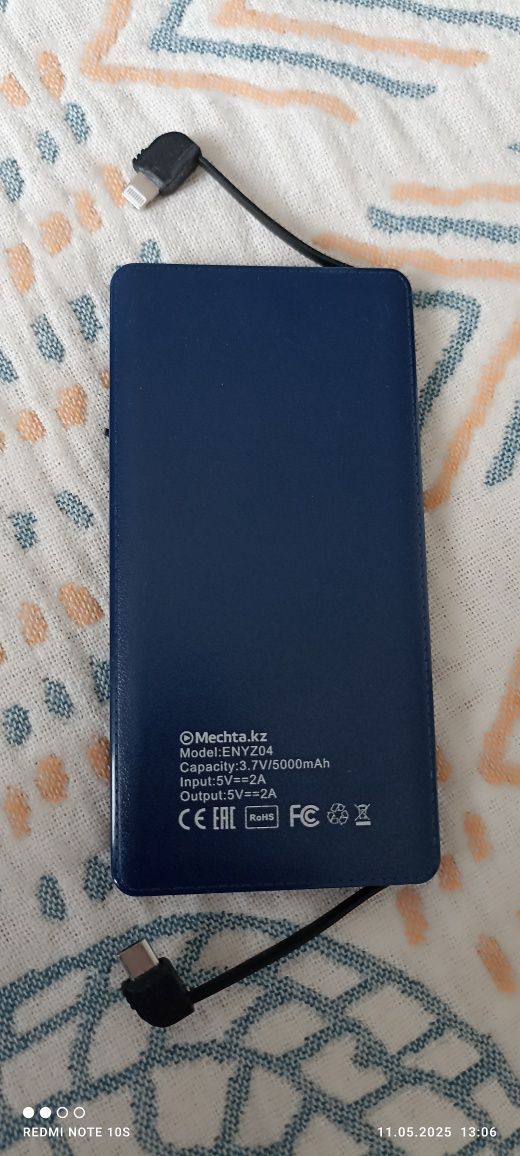 Mechta.kz
Model:ENYZ04
Capacity:3.7V/5000mAh
Input:5V==2A
Output:5V==2A
CE EAC RoHS FC
REDMI NOTE 10S
11.05.2025 13:06